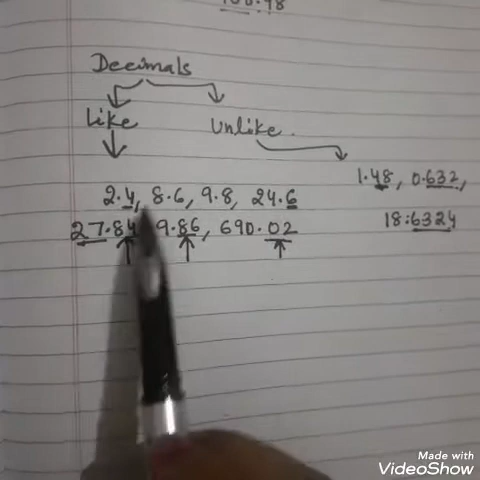 Decimals
Like
Unlike.
1.48, 0.632,
18.6324
2.4, 8.6, 9.8, 24.6
27.84 9.86, 690.02
Made with
VideoShow